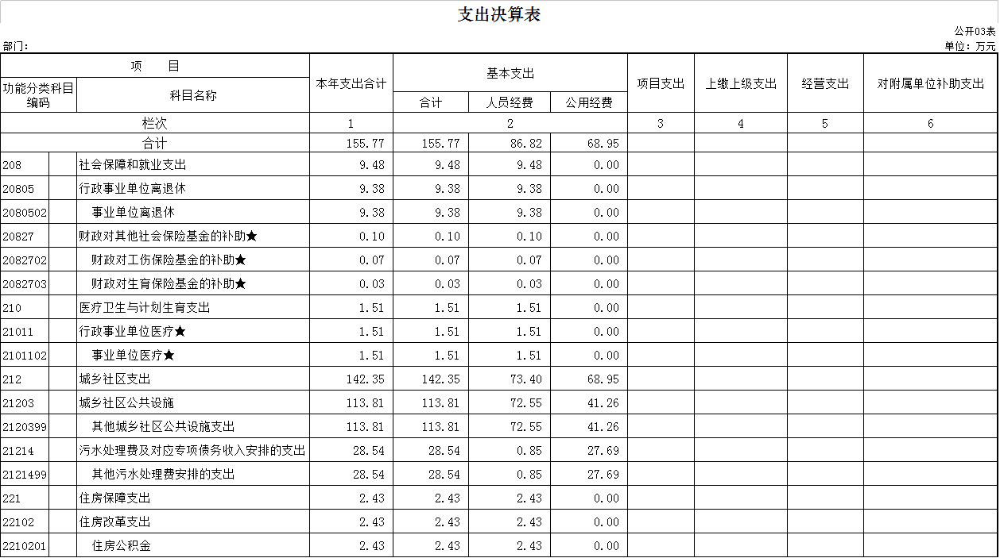 支出决算表
公开03表
部门： 单位：万元
项 目 本年支出合计 基本支出 项目支出 上缴上级支出 经营支出 对附属单位补助支出
功能分类科目编码 科目名称 合计 人员经费 公用经费
栏次 1 2 3 4 5 6
合计 155.77 155.77 86.82 68.95
208 社会保障和就业支出 9.48 9.48 9.48 0.00
20805 行政事业单位离退休 9.38 9.38 9.38 0.00
2080502 事业单位离退休 9.38 9.38 9.38 0.00
20827 财政对其他社会保险基金的补助★ 0.10 0.10 0.10 0.00
2082702 财政对工伤保险基金的补助★ 0.07 0.07 0.07 0.00
2082703 财政对生育保险基金的补助★ 0.03 0.03 0.03 0.00
210 医疗卫生与计划生育支出 1.51 1.51 1.51 0.00
21011 行政事业单位医疗★ 1.51 1.51 1.51 0.00
2101102 事业单位医疗★ 1.51 1.51 1.51 0.00
212 城乡社区支出 142.35 142.35 73.40 68.95
21203 城乡社区公共设施 113.81 113.81 72.55 41.26
2120399 其他城乡社区公共设施支出 113.81 113.81 72.55 41.26
21214 污水处理费及对应专项债务收入安排的支出 28.54 28.54 0.85 27.69
2121499 其他污水处理费安排的支出 28.54 28.54 0.85 27.69
221 住房保障支出 2.43 2.43 2.43 0.00
22102 住房改革支出 2.43 2.43 2.43 0.00
2210201 住房公积金 2.43 2.43 2.43 0.00